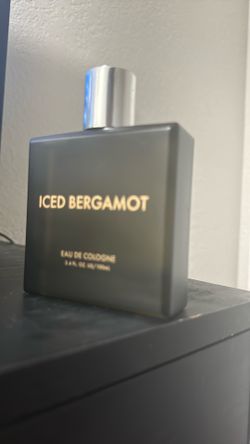 ICED BERGAMOT
EAU DE COLOGNE
3.4 FL. OZ. US/100mL